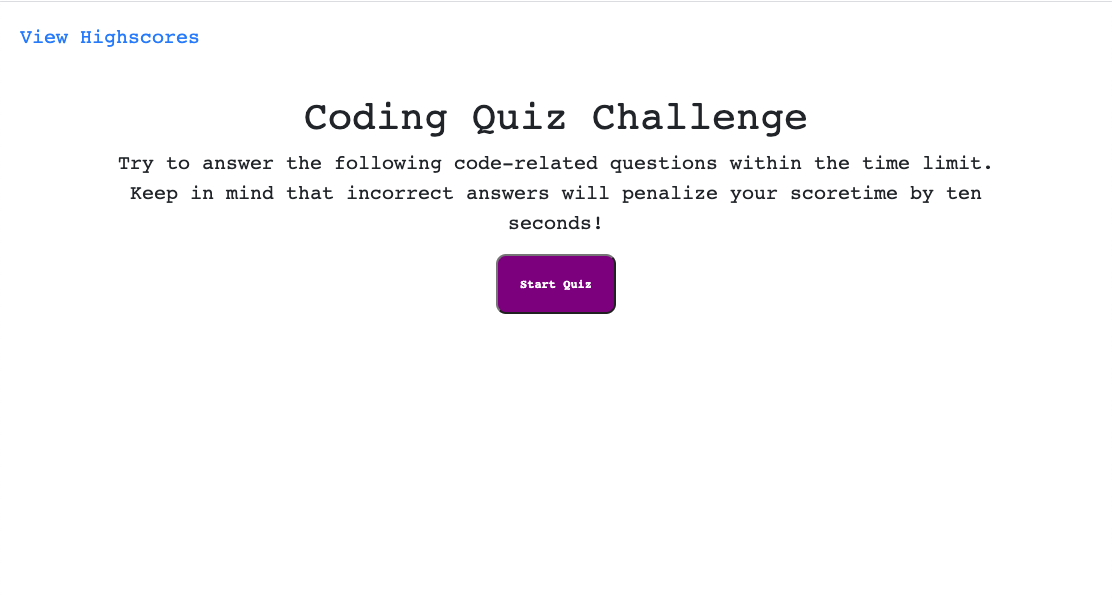 View Highscores
Coding Quiz Challenge
Try to answer the following code-related questions within the time limit.
Keep in mind that incorrect answers will penalize your scoretime by ten
seconds!
Start Quiz